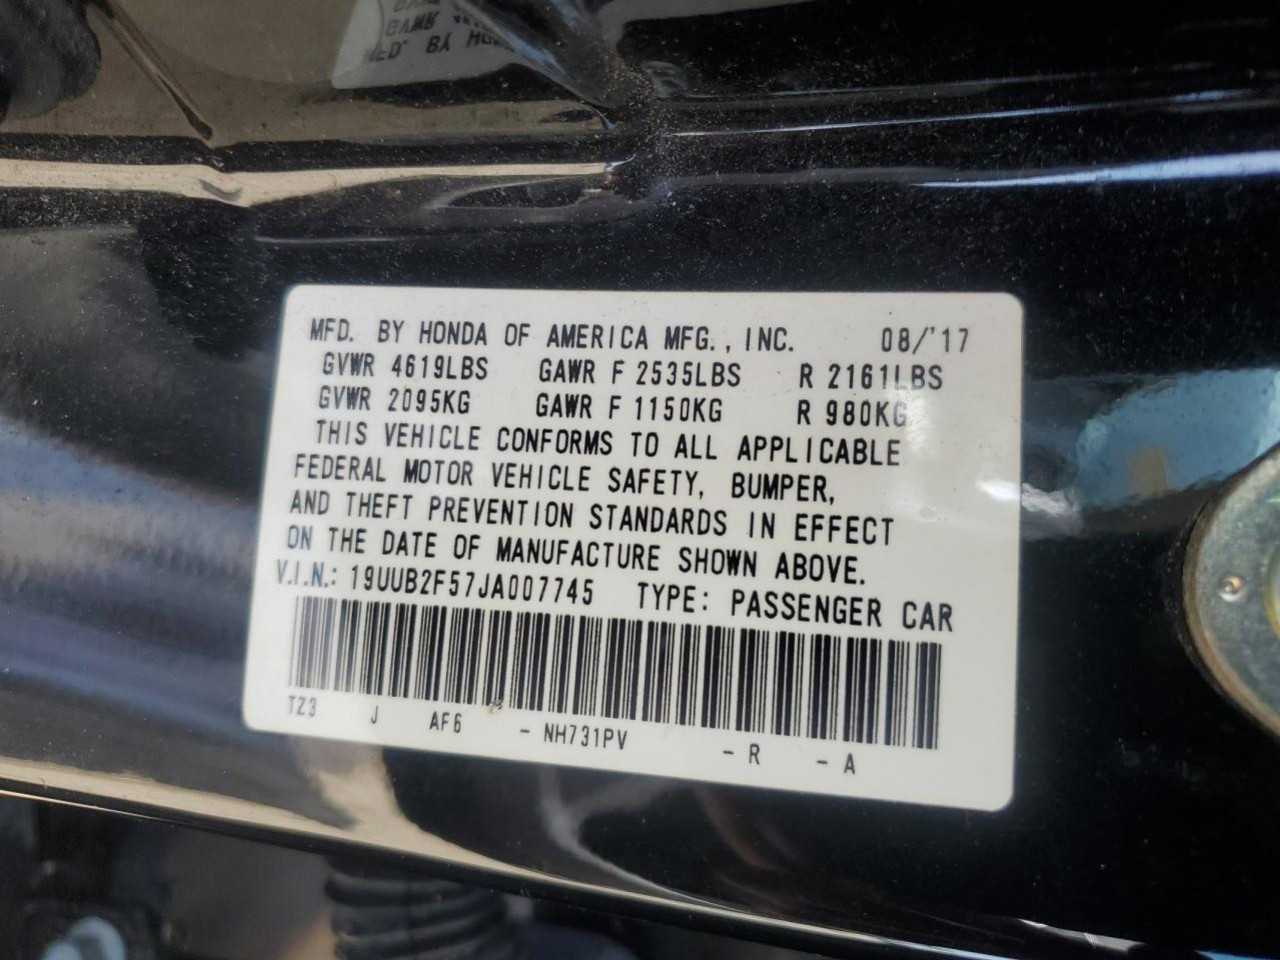 MFD. BY HONDA OF AMERICA MFG., INC. 08/'17
GVWR 4619LBS GAWR F 2535LBS R 2161LBS
GVWR 2095KG GAWR F 1150KG R 980KG
THIS VEHICLE CONFORMS TO ALL APPLICABLE
FEDERAL MOTOR VEHICLE SAFETY, BUMPER,
AND THEFT PREVENTION STANDARDS IN EFFECT
ON THE DATE OF MANUFACTURE SHOWN ABOVE.
V.I.N.: 19UUB2F57JA007745 TYPE: PASSENGER CAR
TZ3 J AF6 - NH731PV - R - A